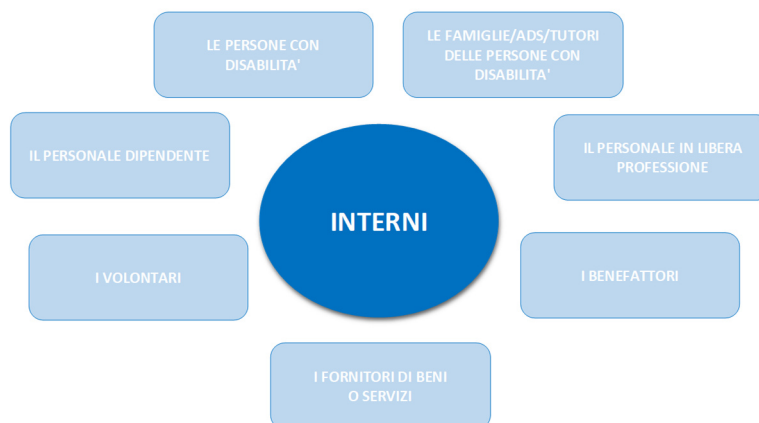 LE PERSONE CON
DISABILITA'
LE FAMIGLIE/ADS/TUTORI
DELLE PERSONE CON
DISABILITA'
IL PERSONALE DIPENDENTE
IL PERSONALE IN LIBERA
PROFESSIONE
INTERNI
I VOLONTARI
I BENEFATTORI
I FORNITORI DI BENI
O SERVIZI